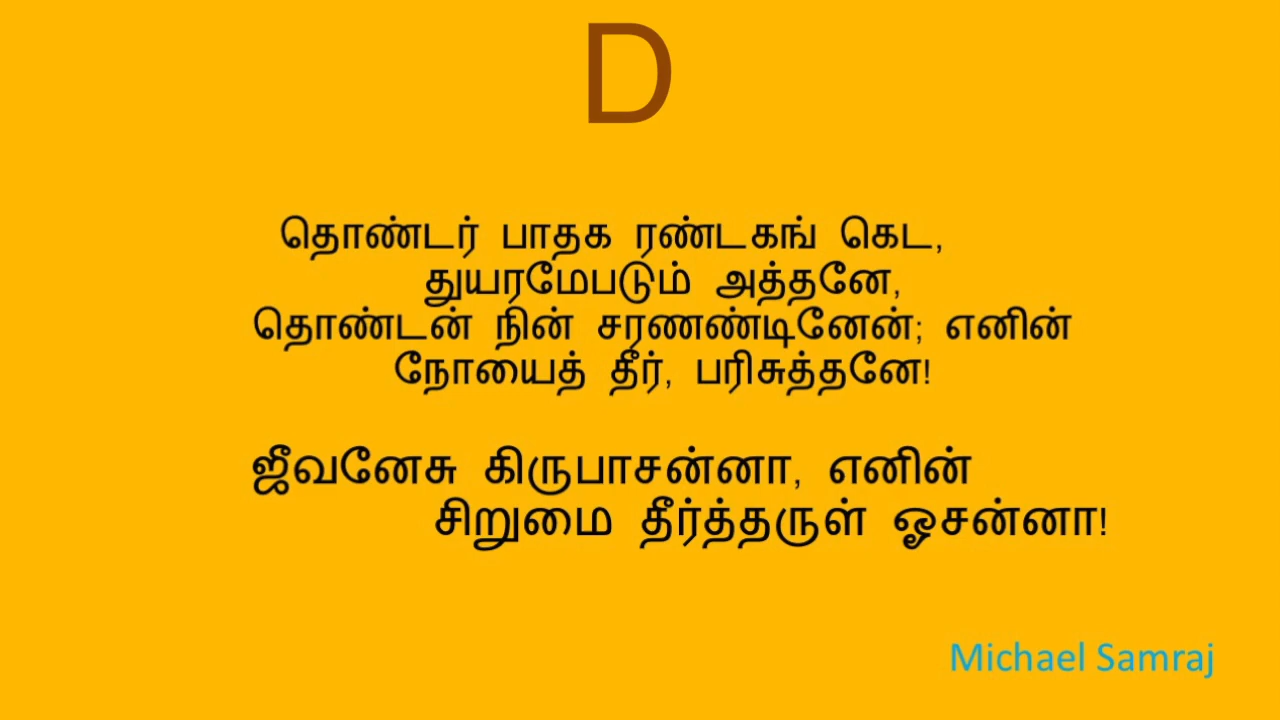 D
தொண்டர் பாதக ரண்டகங் கெட,
துயரமேபடும் அத்தனே,
தொண்டன் நின் சரணண்டினேன்; எனின்
நோயைத் தீர், பரிசுத்தனே!
ஜீவனேசு கிருபாசன்னா, எனின்
சிறுமை தீர்த்தருள் ஓசன்னா!
Michael Samraj